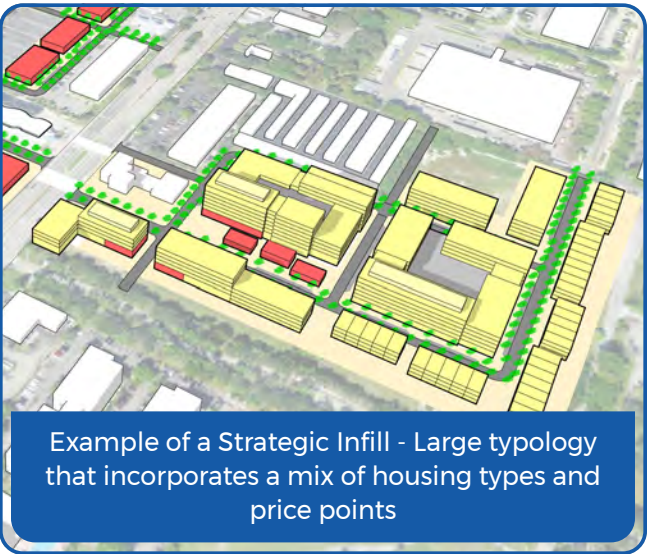 Example of a Strategic Infill - Large typology
that incorporates a mix of housing types and
price points